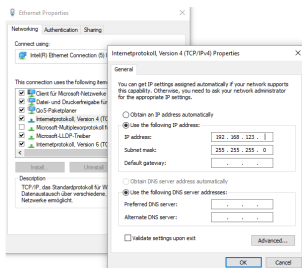 Ethernet Properties
Networking Authentication Sharing
Connect using:
Intel(R) Ethernet Connection (5) I
This connection uses the following item
Client für Microsoft-Netzwerke
Datei- und Druckerfreigabe für
QoS-Paketplaner
Internetprotokoll, Version 4 (TC
Microsoft-Multiplexorprotokoll f
Microsoft-LLDP-Treiber
Internetprotokoll, Version 6 (TC
Install... Uninstall
Description
TCP/IP, das Standardprotokoll für W
Datenaustausch über verschiedene,
Netzwerke ermöglicht.
Internetprotokoll, Version 4 (TCP/IPv4) Properties
General
You can get IP settings assigned automatically if your network supports
this capability. Otherwise, you need to ask your network administrator
for the appropriate IP settings.
Obtain an IP address automatically
Use the following IP address:
IP address: 192 . 168 . 123 .
Subnet mask: 255 . 255 . 255 . 0
Default gateway: . . .
Obtain DNS server address automatically
Use the following DNS server addresses:
Preferred DNS server: . . .
Alternate DNS server: . . .
Validate settings upon exit
Advanced...
OK Cancel